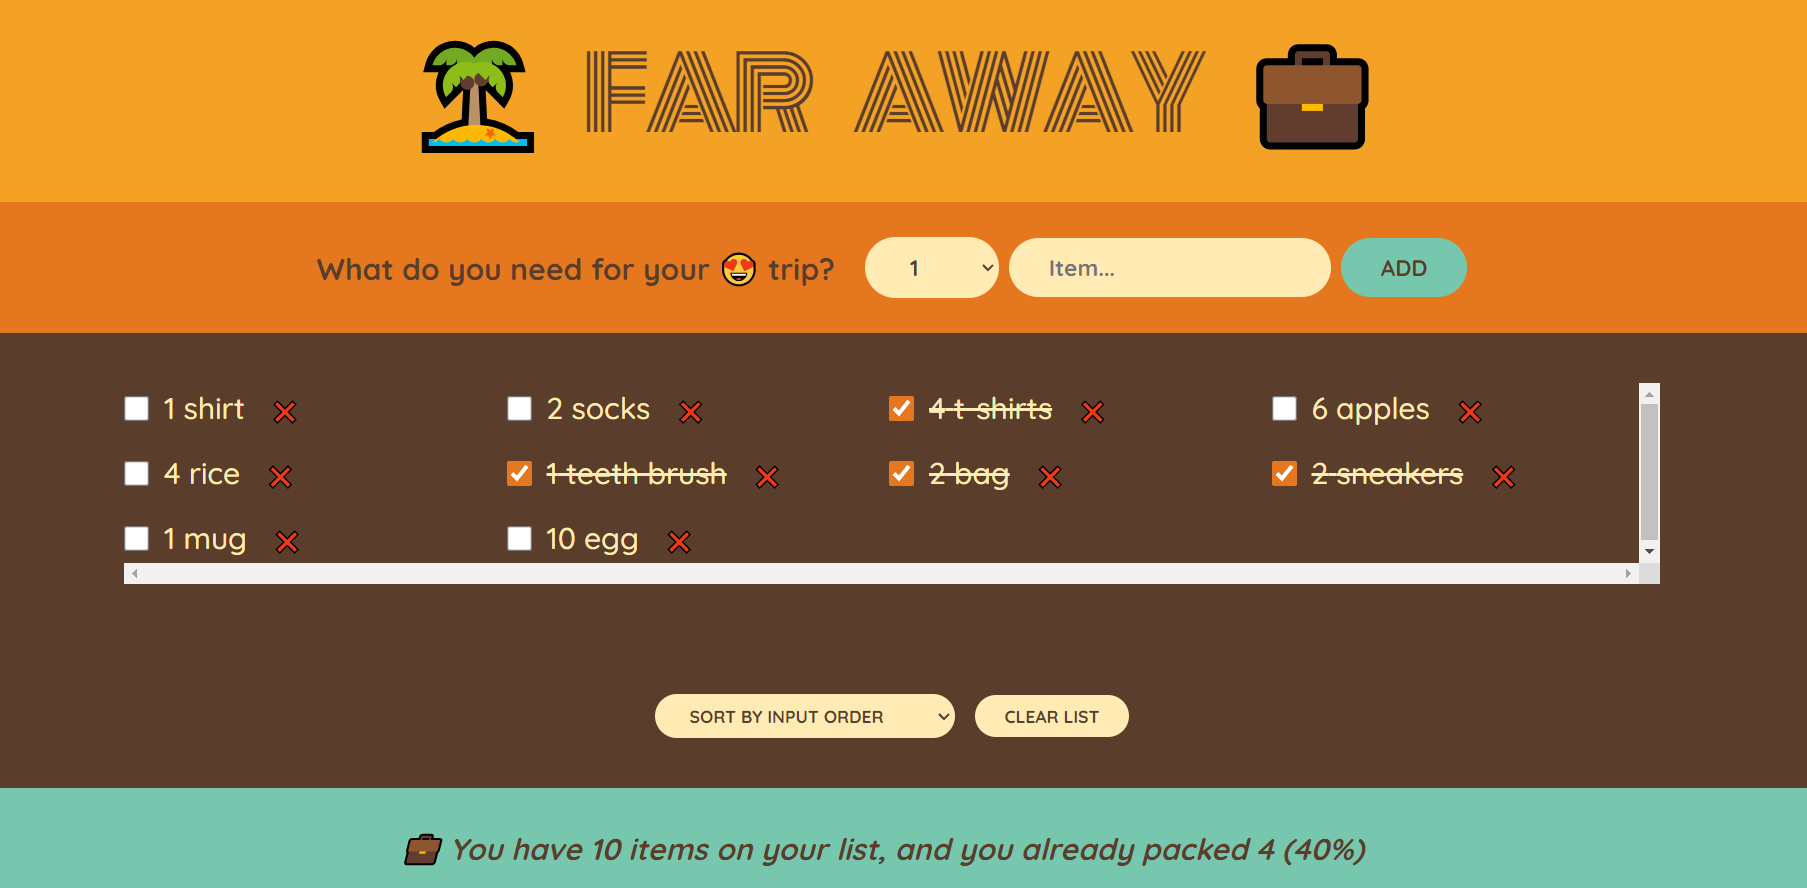 FAR AWAY
What do you need for your 😍 trip? 1 Item... ADD
1 shirt ❌ 2 socks ❌ 4 t-shirts ❌ 6 apples ❌
4 rice ❌ 1 teeth brush ❌ 2 bag ❌ 2 sneakers ❌
1 mug ❌ 10 egg ❌
SORT BY INPUT ORDER CLEAR LIST
💼 You have 10 items on your list, and you already packed 4 (40%)